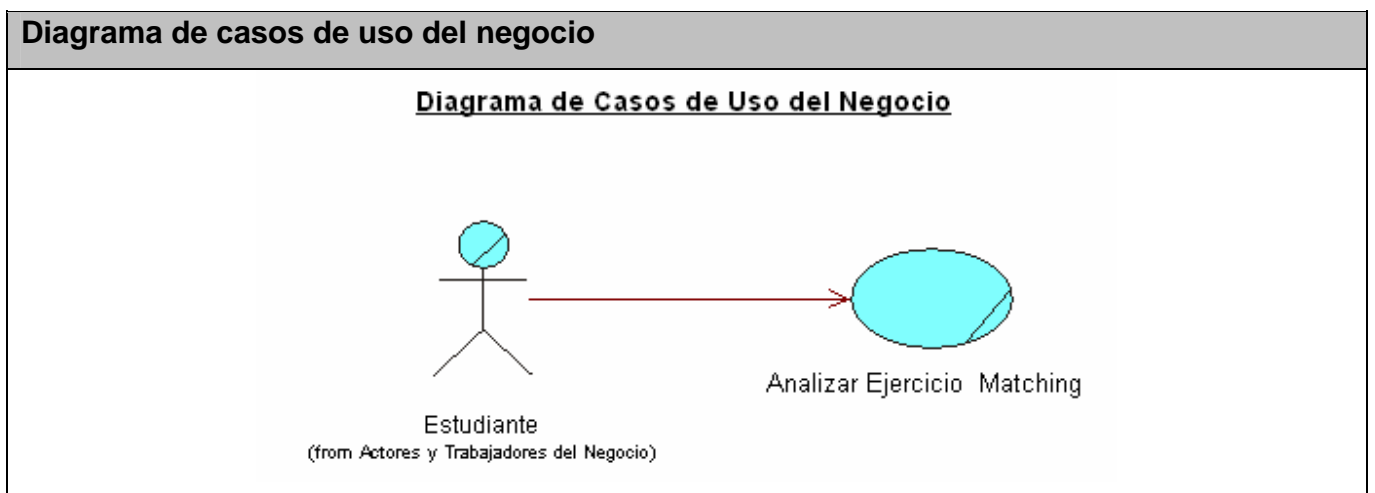 Diagrama de casos de uso del negocio
Diagrama de Casos de Uso del Negocio
Analizar Ejercicio Matching
Estudiante
(from Actores y Trabajadores del Negocio)